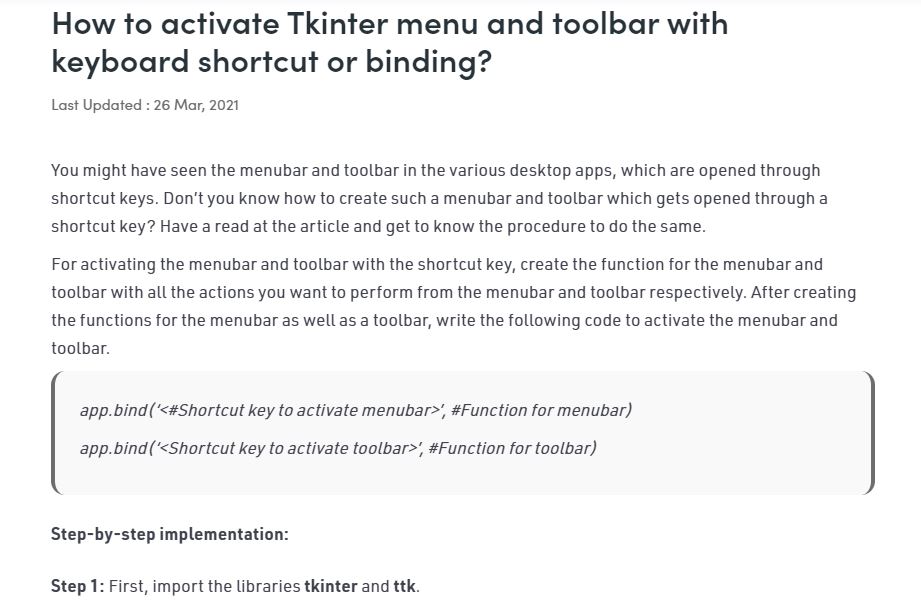 How to activate Tkinter menu and toolbar with
keyboard shortcut or binding?
Last Updated : 26 Mar, 2021
You might have seen the menubar and toolbar in the various desktop apps, which are opened through
shortcut keys. Don’t you know how to create such a menubar and toolbar which gets opened through a
shortcut key? Have a read at the article and get to know the procedure to do the same.
For activating the menubar and toolbar with the shortcut key, create the function for the menubar and
toolbar with all the actions you want to perform from the menubar and toolbar respectively. After creating
the functions for the menubar as well as a toolbar, write the following code to activate the menubar and
toolbar.
app.bind(‘<#Shortcut key to activate menubar>’, #Function for menubar)
app.bind(‘<Shortcut key to activate toolbar>’, #Function for toolbar)
Step-by-step implementation:
Step 1: First, import the libraries tkinter and ttk.